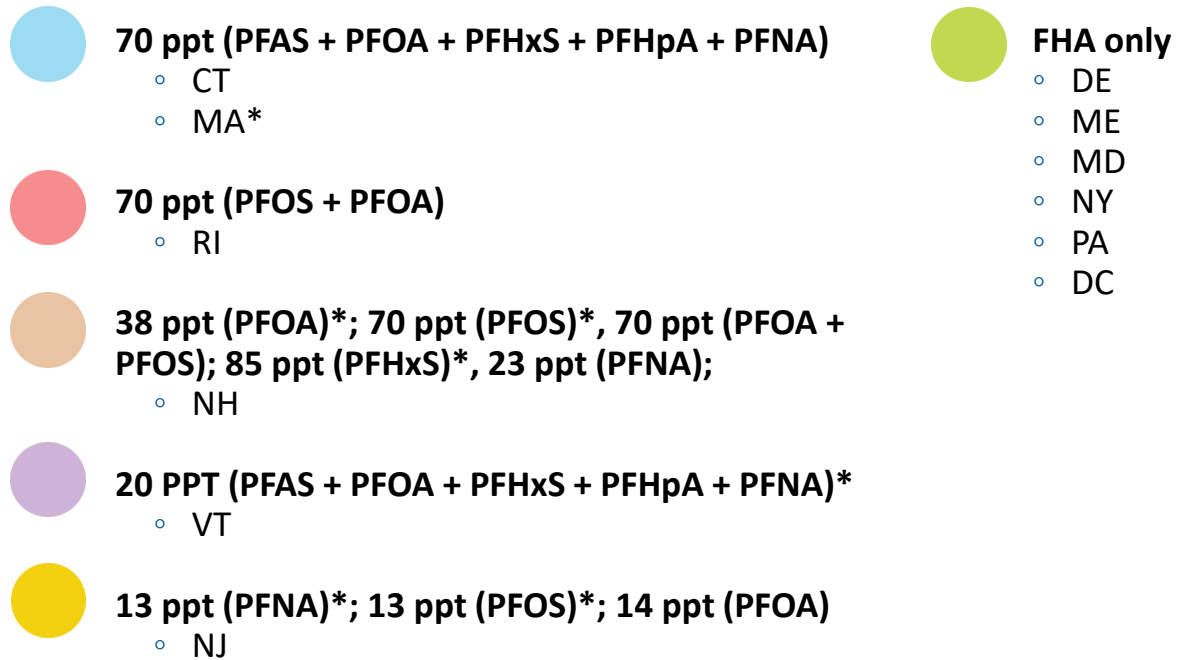 70 ppt (PFAS + PFOA + PFHxS + PFHpA + PFNA)
◦ CT
◦ MA*
70 ppt (PFOS + PFOA)
◦ RI
38 ppt (PFOA)*; 70 ppt (PFOS)*, 70 ppt (PFOA +
PFOS); 85 ppt (PFHxS)*, 23 ppt (PFNA);
◦ NH
20 PPT (PFAS + PFOA + PFHxS + PFHpA + PFNA)*
◦ VT
13 ppt (PFNA)*; 13 ppt (PFOS)*; 14 ppt (PFOA)
◦ NJ
FHA only
◦ DE
◦ ME
◦ MD
◦ NY
◦ PA
◦ DC